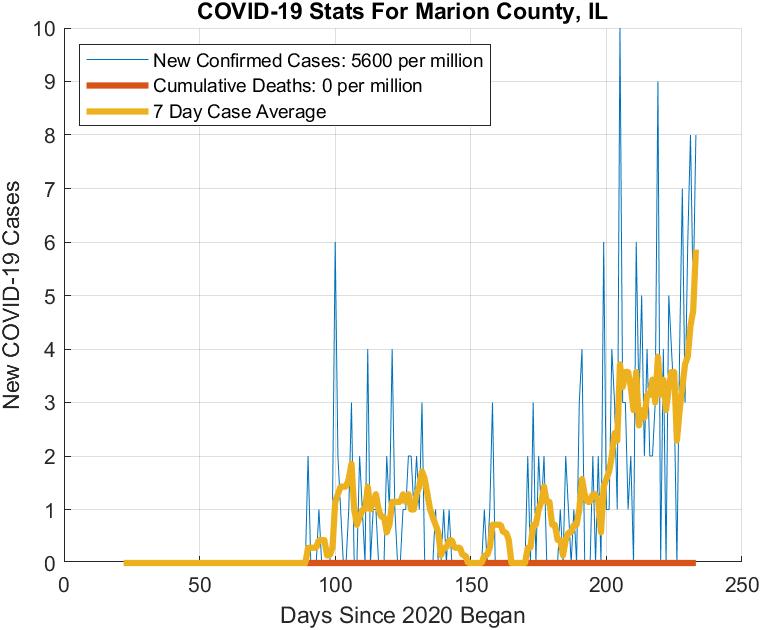 COVID-19 Stats For Marion County, IL
New Confirmed Cases: 5600 per million
Cumulative Deaths: 0 per million
7 Day Case Average
New COVID-19 Cases
10
9
8
7
6
5
4
3
2
1
0
0 50 100 150 200 250
Days Since 2020 Began